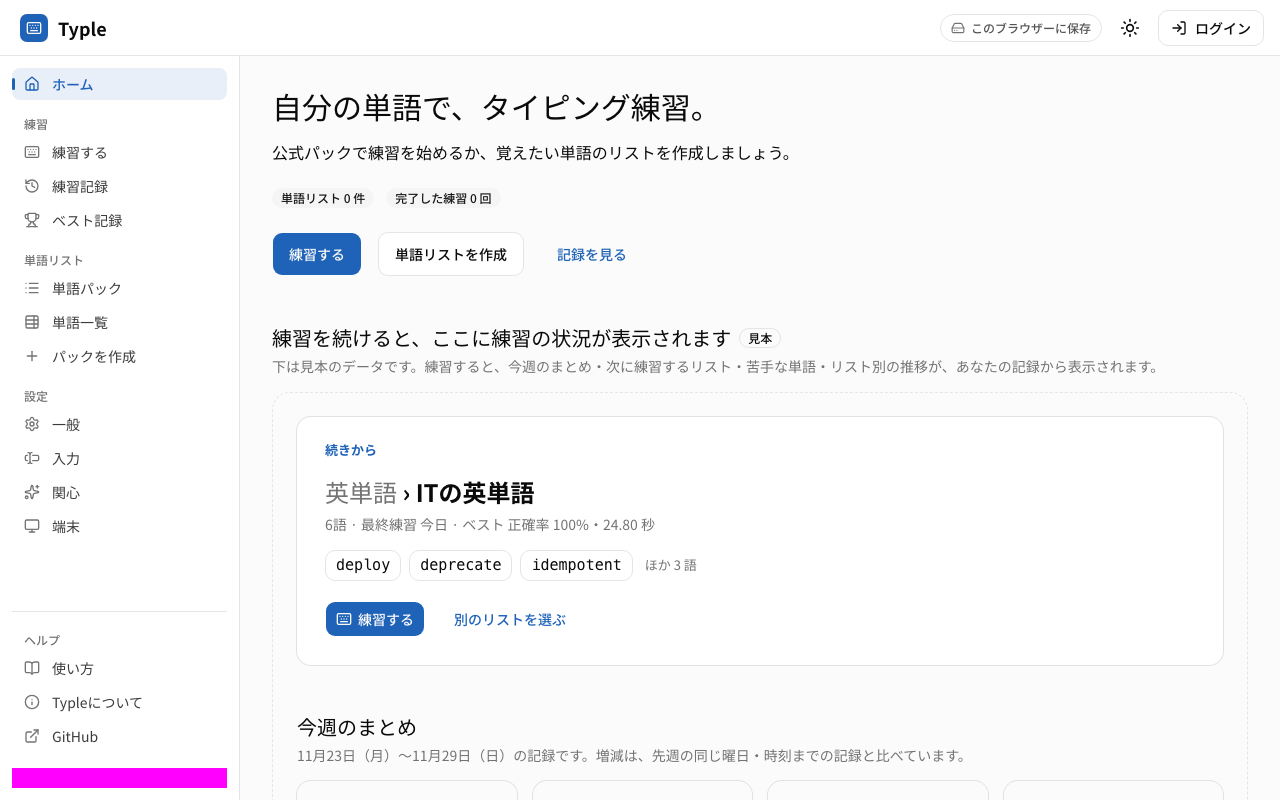 Typle
このブラウザーに保存
ログイン
ホーム
練習
練習する
練習記録
ベスト記録
単語リスト
単語パック
単語一覧
パックを作成
設定
一般
入力
関心
端末
ヘルプ
使い方
Typleについて
GitHub
自分の単語で、タイピング練習。
公式パックで練習を始めるか、覚えたい単語のリストを作成しましょう。
単語リスト 0 件
完了した練習 0 回
練習する
単語リストを作成
記録を見る
練習を続けると、ここに練習の状況が表示されます 見本
下は見本のデータです。練習すると、今週のまとめ・次に練習するリスト・苦手な単語・リスト別の推移が、あなたの記録から表示されます。
続きから
英単語 › ITの英単語
6語 · 最終練習 今日 · ベスト 正確率 100%・24.80 秒
deploy deprecate idempotent ほか 3 語
練習する
別のリストを選ぶ
今週のまとめ
11月23日（月）〜11月29日（日）の記録です。増減は、先週の同じ曜日・時刻までの記録と比べています。